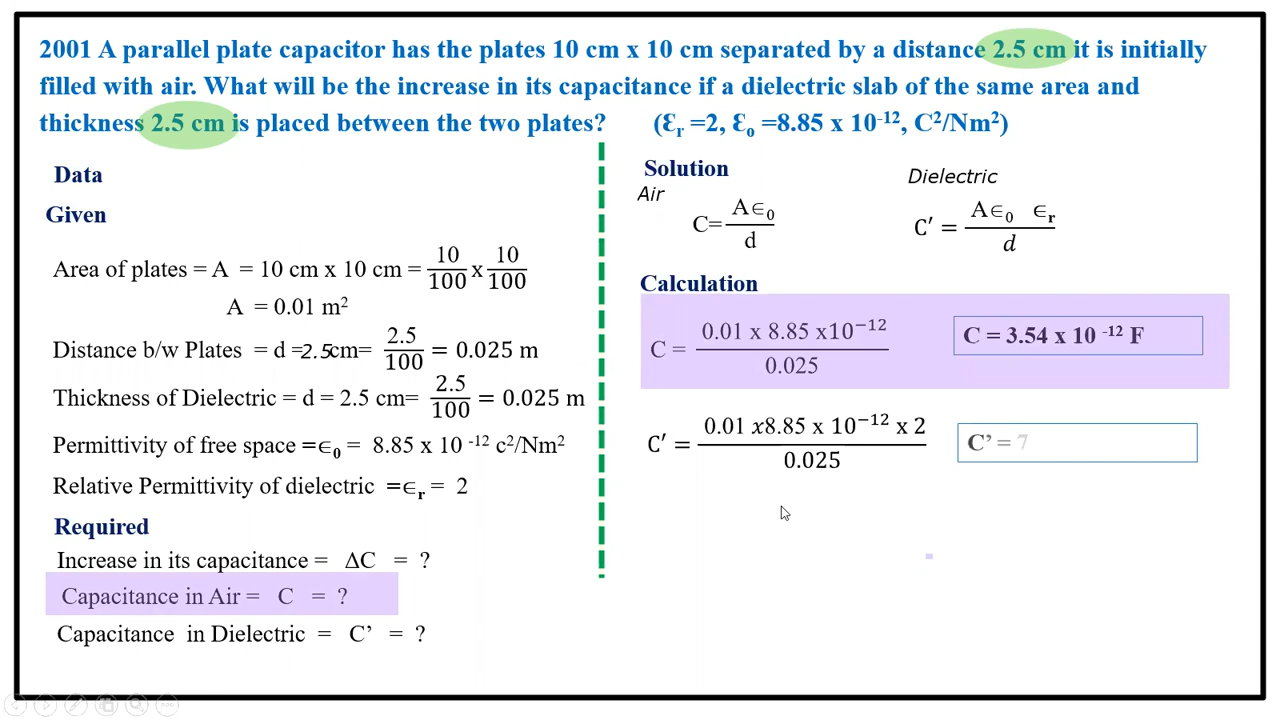 2001 A parallel plate capacitor has the plates 10 cm x 10 cm separated by a distance 2.5 cm it is initially
filled with air. What will be the increase in its capacitance if a dielectric slab of the same area and
thickness 2.5 cm is placed between the two plates? (Ɛr =2, Ɛo =8.85 x 10⁻¹², C²/Nm²)
Data
Given
Area of plates = A = 10 cm x 10 cm = 10/100 x 10/100
A = 0.01 m²
Distance b/w Plates = d =2.5cm= 2.5/100 = 0.025 m
Thickness of Dielectric = d = 2.5 cm= 2.5/100 = 0.025 m
Permittivity of free space =∈₀ = 8.85 x 10 ⁻¹² c²/Nm²
Relative Permittivity of dielectric =∈r = 2
Required
Increase in its capacitance = ΔC = ?
Capacitance in Air = C = ?
Capacitance in Dielectric = C’ = ?
Solution
Air
C= A∈₀/d
Dielectric
C′ = A∈₀ ∈r/d
Calculation
C = 0.01 x 8.85 x10⁻¹²/0.025
C = 3.54 x 10 ⁻¹² F
C′ = 0.01 x8.85 x 10⁻¹² x 2/0.025
C’ = 7